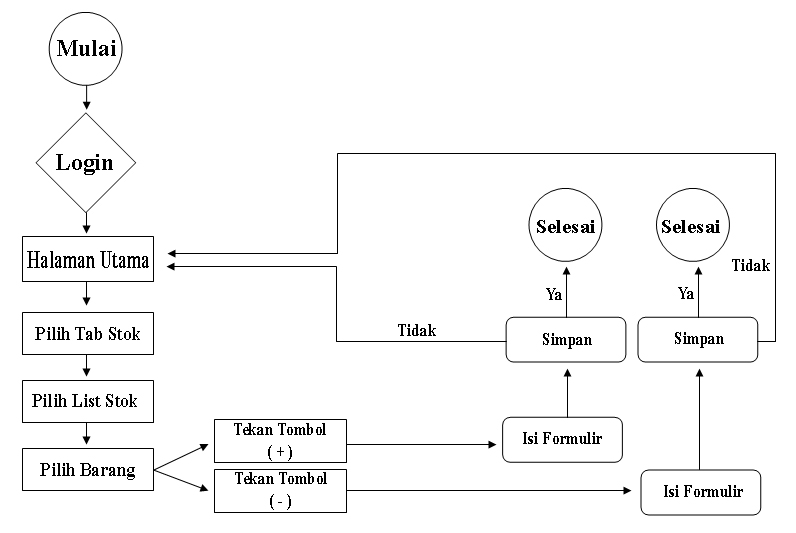 Mulai
Login
Halaman Utama
Pilih Tab Stok
Pilih List Stok
Pilih Barang
Tekan Tombol
( + )
Tekan Tombol
( - )
Isi Formulir
Isi Formulir
Simpan
Simpan
Tidak
Ya
Ya
Tidak
Selesai
Selesai